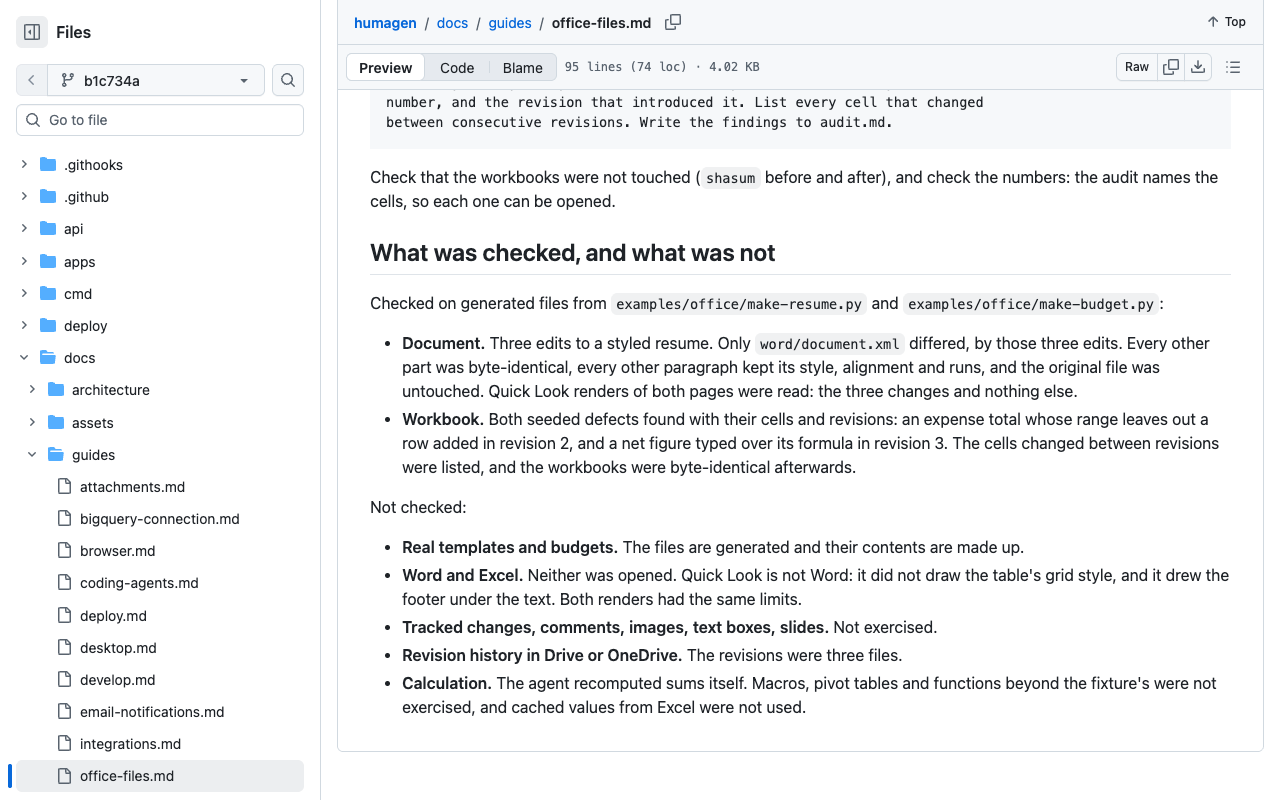 Files
b1c734a
Go to file
.githooks
.github
api
apps
cmd
deploy
docs
architecture
assets
guides
attachments.md
bigquery-connection.md
browser.md
coding-agents.md
deploy.md
desktop.md
develop.md
email-notifications.md
integrations.md
office-files.md
humagen / docs / guides / office-files.md
Top
Preview Code Blame 95 lines (74 loc) · 4.02 KB
Raw
number, and the revision that introduced it. List every cell that changed
between consecutive revisions. Write the findings to audit.md.
Check that the workbooks were not touched ( shasum before and after), and check the numbers: the audit names the
cells, so each one can be opened.
What was checked, and what was not
Checked on generated files from examples/office/make-resume.py and examples/office/make-budget.py :
• Document. Three edits to a styled resume. Only word/document.xml differed, by those three edits. Every other
part was byte-identical, every other paragraph kept its style, alignment and runs, and the original file was
untouched. Quick Look renders of both pages were read: the three changes and nothing else.
• Workbook. Both seeded defects found with their cells and revisions: an expense total whose range leaves out a
row added in revision 2, and a net figure typed over its formula in revision 3. The cells changed between revisions
were listed, and the workbooks were byte-identical afterwards.
Not checked:
• Real templates and budgets. The files are generated and their contents are made up.
• Word and Excel. Neither was opened. Quick Look is not Word: it did not draw the table's grid style, and it drew the
footer under the text. Both renders had the same limits.
• Tracked changes, comments, images, text boxes, slides. Not exercised.
• Revision history in Drive or OneDrive. The revisions were three files.
• Calculation. The agent recomputed sums itself. Macros, pivot tables and functions beyond the fixture's were not
exercised, and cached values from Excel were not used.